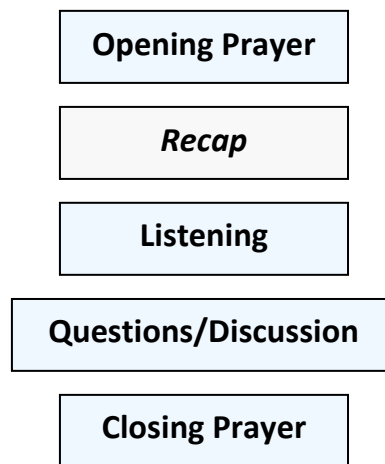 Opening Prayer
Recap
Listening
Questions/Discussion
Closing Prayer